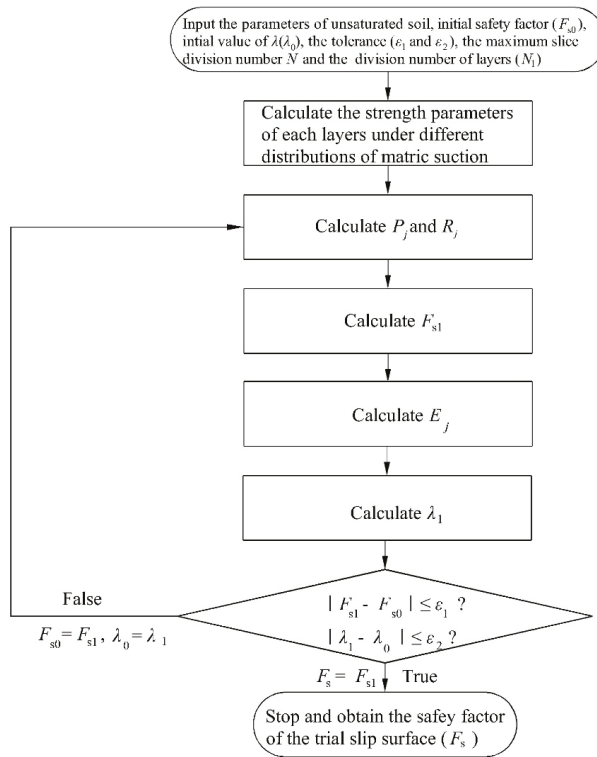 Input the parameters of unsaturated soil, initial safety factor (Fs0),
intial value of λ(λ0), the tolerance (ε1 and ε2), the maximum slice
division number N and the division number of layers (N1)
Calculate the strength parameters
of each layers under different
distributions of matric suction
Calculate Pj and Rj
Calculate Fs1
Calculate Ej
Calculate λ1
| Fs1 - Fs0 | ≤ ε1 ?
| λ1 - λ0 | ≤ ε2 ?
False
Fs0 = Fs1, λ0 = λ1
Fs = Fs1 True
Stop and obtain the safey factor
of the trial slip surface (Fs)